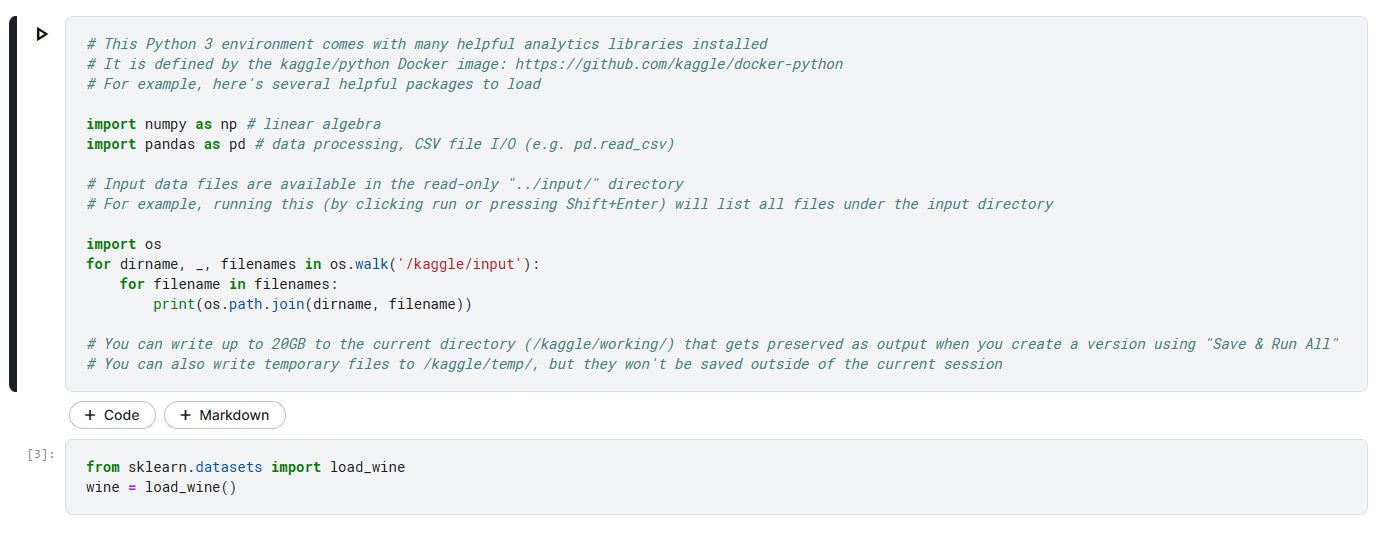 # This Python 3 environment comes with many helpful analytics libraries installed
# It is defined by the kaggle/python Docker image: https://github.com/kaggle/docker-python
# For example, here's several helpful packages to load
import numpy as np # linear algebra
import pandas as pd # data processing, CSV file I/O (e.g. pd.read_csv)
# Input data files are available in the read-only "../input/" directory
# For example, running this (by clicking run or pressing Shift+Enter) will list all files under the input directory
import os
for dirname, _, filenames in os.walk('/kaggle/input'):
    for filename in filenames:
        print(os.path.join(dirname, filename))
# You can write up to 20GB to the current directory (/kaggle/working/) that gets preserved as output when you create a version using "Save & Run All"
# You can also write temporary files to /kaggle/temp/, but they won't be saved outside of the current session
+ Code + Markdown
[3]:
from sklearn.datasets import load_wine
wine = load_wine()